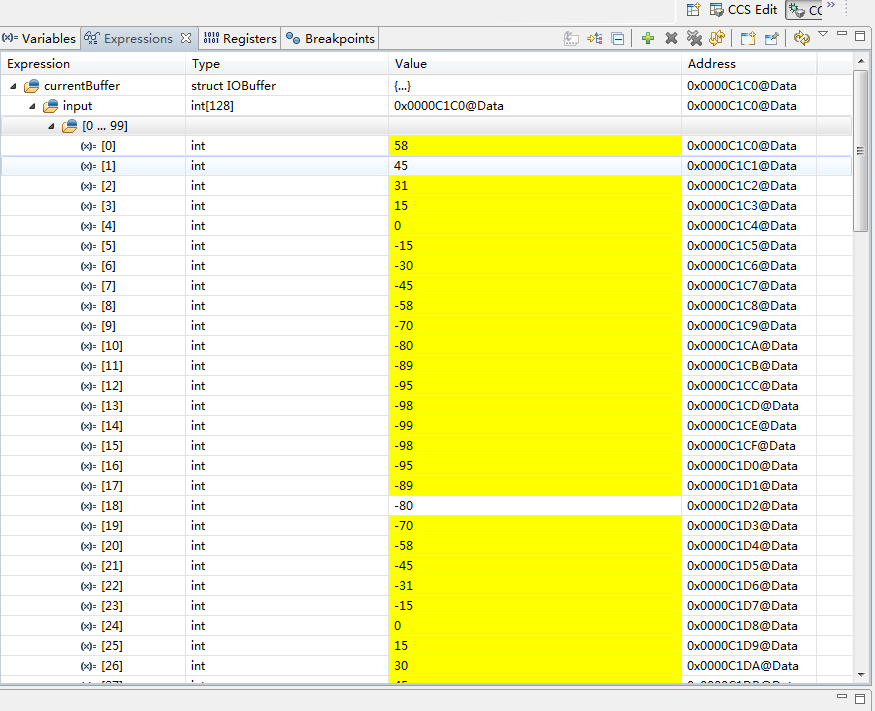 CCS Edit CC
(x)= Variables Expressions 1010 0101 Registers Breakpoints
Expression Type Value Address
currentBuffer struct IOBuffer {...} 0x0000C1C0@Data
input int[128] 0x0000C1C0@Data 0x0000C1C0@Data
[0 ... 99]
(x)= [0] int 58 0x0000C1C0@Data
(x)= [1] int 45 0x0000C1C1@Data
(x)= [2] int 31 0x0000C1C2@Data
(x)= [3] int 15 0x0000C1C3@Data
(x)= [4] int 0 0x0000C1C4@Data
(x)= [5] int -15 0x0000C1C5@Data
(x)= [6] int -30 0x0000C1C6@Data
(x)= [7] int -45 0x0000C1C7@Data
(x)= [8] int -58 0x0000C1C8@Data
(x)= [9] int -70 0x0000C1C9@Data
(x)= [10] int -80 0x0000C1CA@Data
(x)= [11] int -89 0x0000C1CB@Data
(x)= [12] int -95 0x0000C1CC@Data
(x)= [13] int -98 0x0000C1CD@Data
(x)= [14] int -99 0x0000C1CE@Data
(x)= [15] int -98 0x0000C1CF@Data
(x)= [16] int -95 0x0000C1D0@Data
(x)= [17] int -89 0x0000C1D1@Data
(x)= [18] int -80 0x0000C1D2@Data
(x)= [19] int -70 0x0000C1D3@Data
(x)= [20] int -58 0x0000C1D4@Data
(x)= [21] int -45 0x0000C1D5@Data
(x)= [22] int -31 0x0000C1D6@Data
(x)= [23] int -15 0x0000C1D7@Data
(x)= [24] int 0 0x0000C1D8@Data
(x)= [25] int 15 0x0000C1D9@Data
(x)= [26] int 30 0x0000C1DA@Data